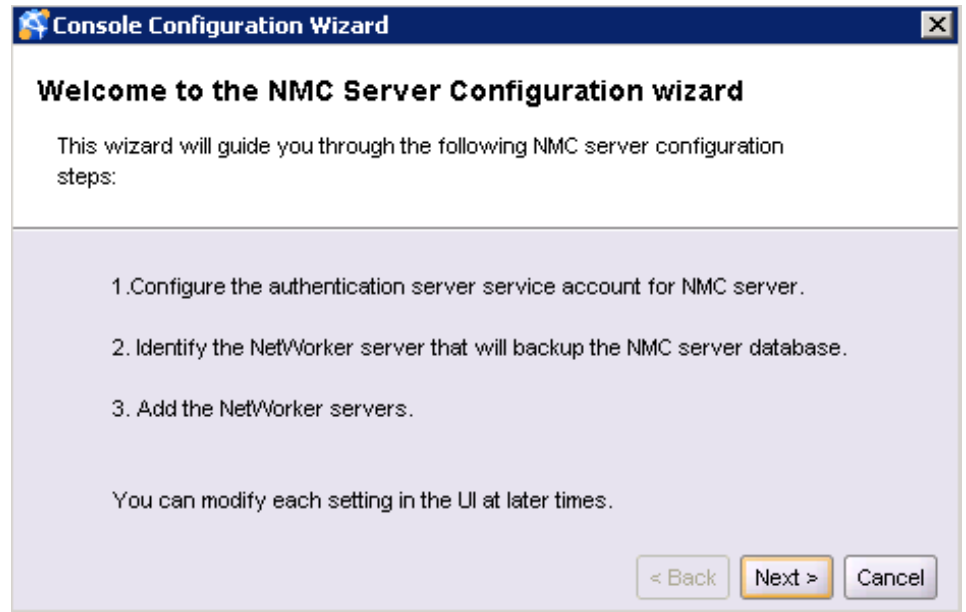 Console Configuration Wizard
Welcome to the NMC Server Configuration wizard
This wizard will guide you through the following NMC server configuration
steps:
1.Configure the authentication server service account for NMC server.
2. Identify the NetWorker server that will backup the NMC server database.
3. Add the NetWorker servers.
You can modify each setting in the UI at later times.
< Back Next > Cancel